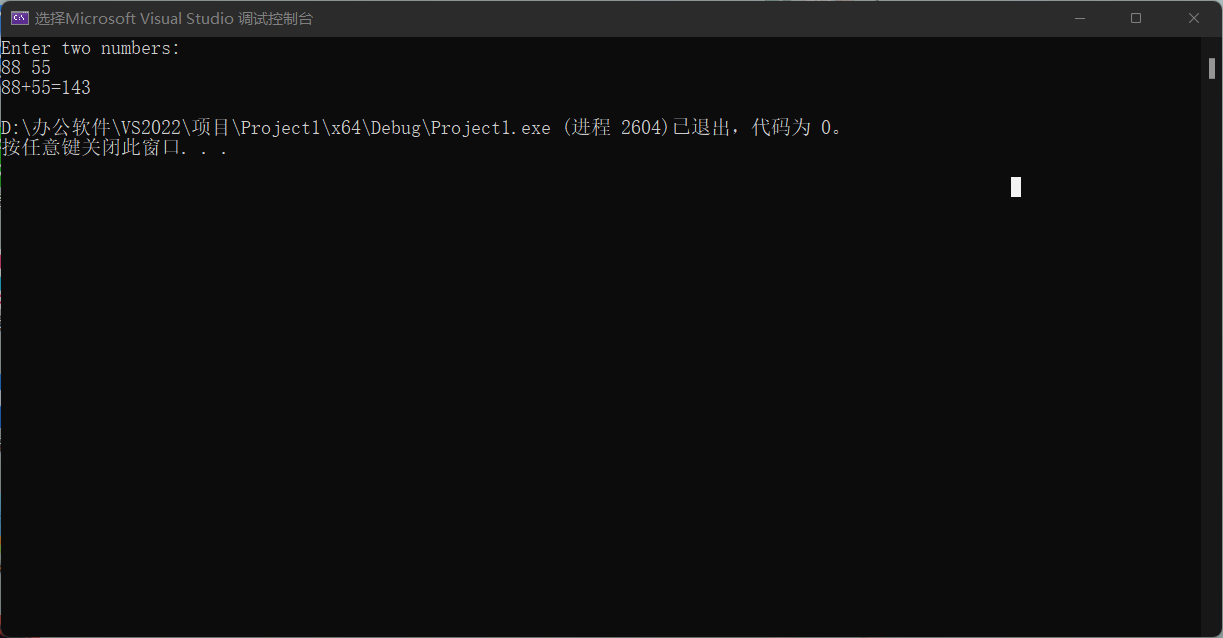 选择Microsoft Visual Studio 调试控制台
Enter two numbers:
88 55
88+55=143
D:\办公软件\VS2022\项目\Project1\x64\Debug\Project1.exe (进程 2604)已退出，代码为 0。
按任意键关闭此窗口. . .